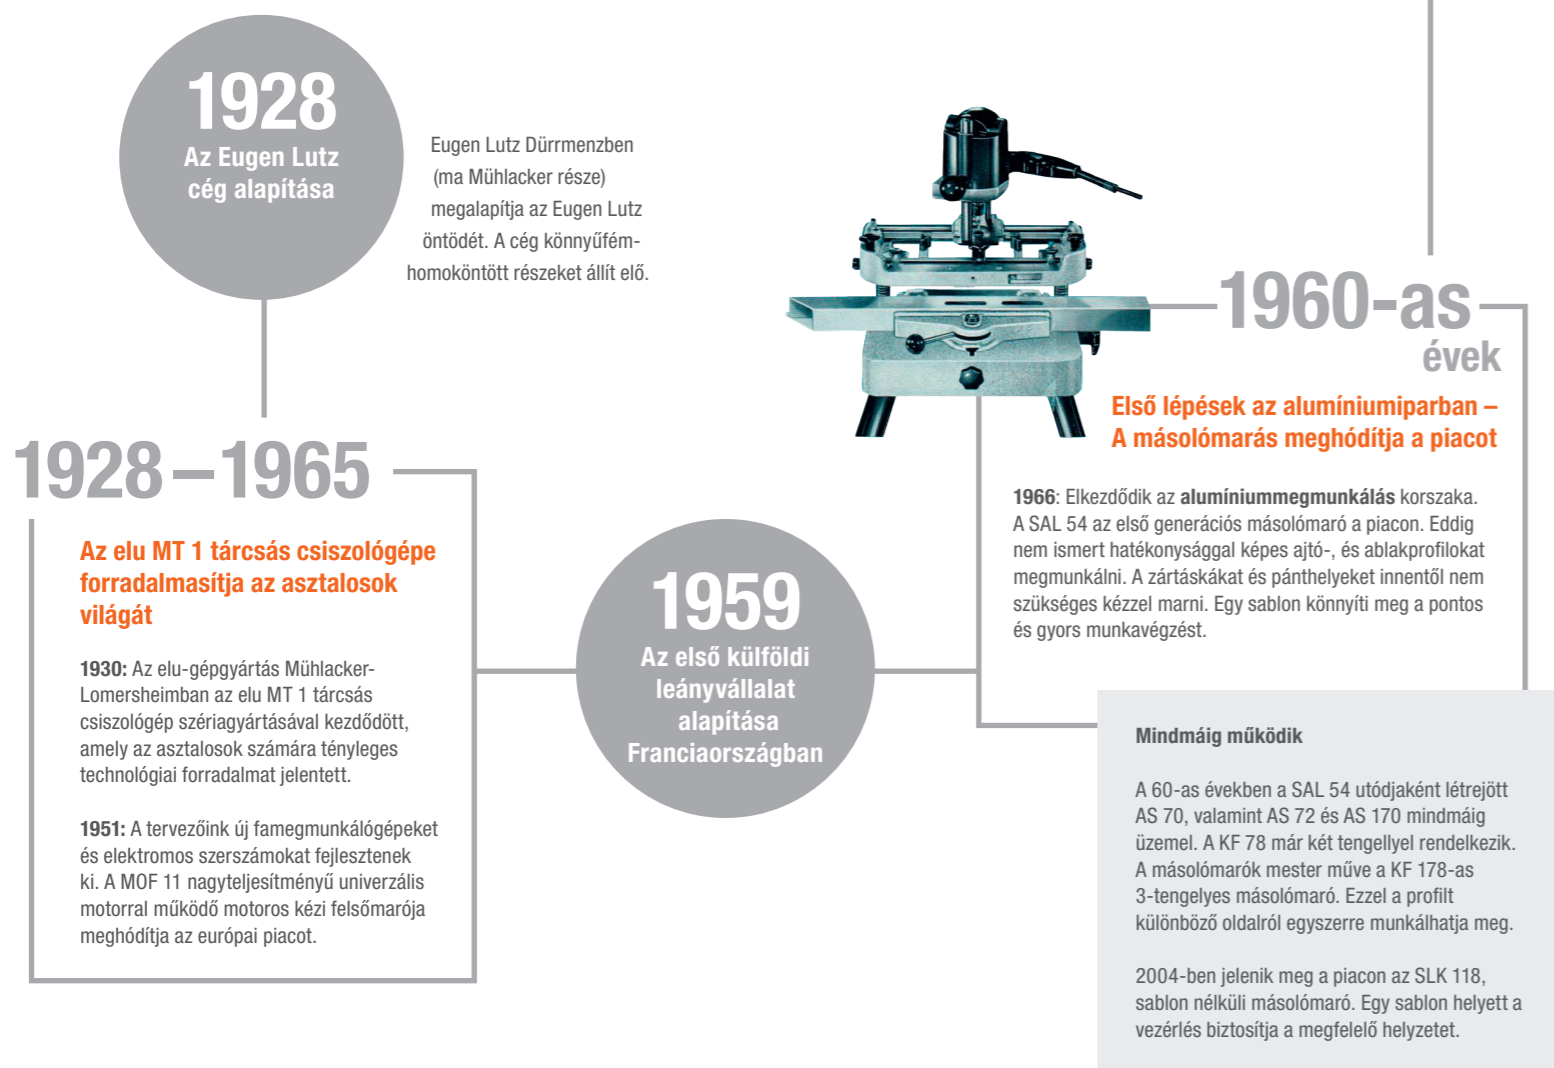 1928
Az Eugen Lutz
cég alapítása
Eugen Lutz Dürrmenzben
(ma Mühlacker része)
megalapítja az Eugen Lutz
öntödét. A cég könnyűfém-
homoköntött részeket állít elő.
1928 – 1965
Az elu MT 1 tárcsás csiszológépe
forradalmasítja az asztalosok
világát
1930: Az elu-gépgyártás Mühlacker-
Lomersheimban az elu MT 1 tárcsás
csiszológép szériagyártásával kezdődött,
amely az asztalosok számára tényleges
technológiai forradalmat jelentett.
1951: A tervezőink új famegmunkálógépeket
és elektromos szerszámokat fejlesztenek
ki. A MOF 11 nagyteljesítményű univerzális
motorral működő motoros kézi felsőmarója
meghódítja az európai piacot.
1959
Az első külföldi
leányvállalat
alapítása
Franciaországban
1960-as
évek
Első lépések az alumíniumiparban –
A másolómarás meghódítja a piacot
1966: Elkezdődik az alumíniummegmunkálás korszaka.
A SAL 54 az első generációs másolómaró a piacon. Eddig
nem ismert hatékonysággal képes ajtó-, és ablakprofilokat
megmunkálni. A zártáskákat és pánthelyeket innentől nem
szükséges kézzel marni. Egy sablon könnyíti meg a pontos
és gyors munkavégzést.
Mindmáig működik
A 60-as években a SAL 54 utódjaként létrejött
AS 70, valamint AS 72 és AS 170 mindmáig
üzemel. A KF 78 már két tengellyel rendelkezik.
A másolómarók mester műve a KF 178-as
3-tengelyes másolómaró. Ezzel a profilt
különböző oldalról egyszerre munkálhatja meg.
2004-ben jelenik meg a piacon az SLK 118,
sablon nélküli másolómaró. Egy sablon helyett a
vezérlés biztosítja a megfelelő helyzetet.